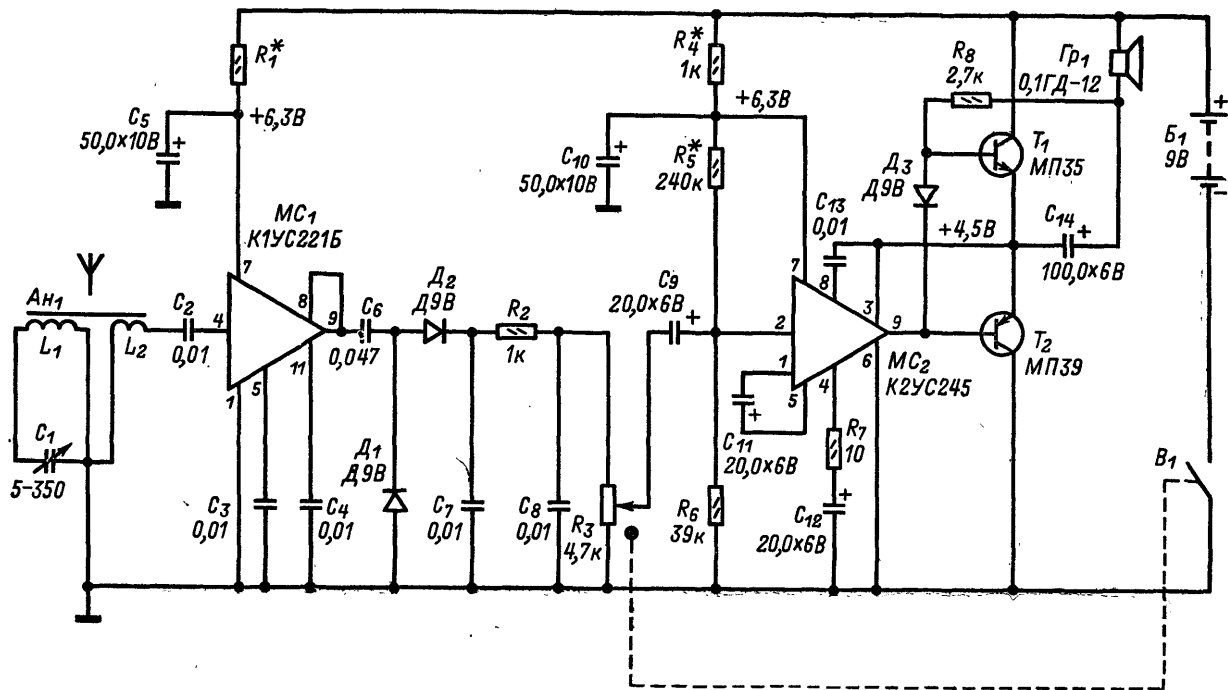 R1*
C5
50,0×10В
+
+6,3В
МС1
К1УС221Б
Ан1
L1
L2
C1
5-350
C2
0,01
4
7
8
9
11
5
1
C3
0,01
C4
0,01
C6
0,047
Д2
Д9В
Д1
Д9В
R2
1к
C7
0,01
C8
0,01
R3
4,7к
C9
20,0×6В
+
R4*
1к
+6,3В
C10
50,0×10В
+
R5*
240к
R6
39к
C13
0,01
7
8
3
2
9
1
5
4
6
МС2
К2УС245
C11
20,0×6В
+
R7
10
C12
20,0×6В
+
Д3
Д9В
R8
2,7к
Гр1
0,1ГД-12
Т1
МП35
+4,5В
C14
100,0×6В
+
Т2
МП39
Б1
9В
+
−
В1